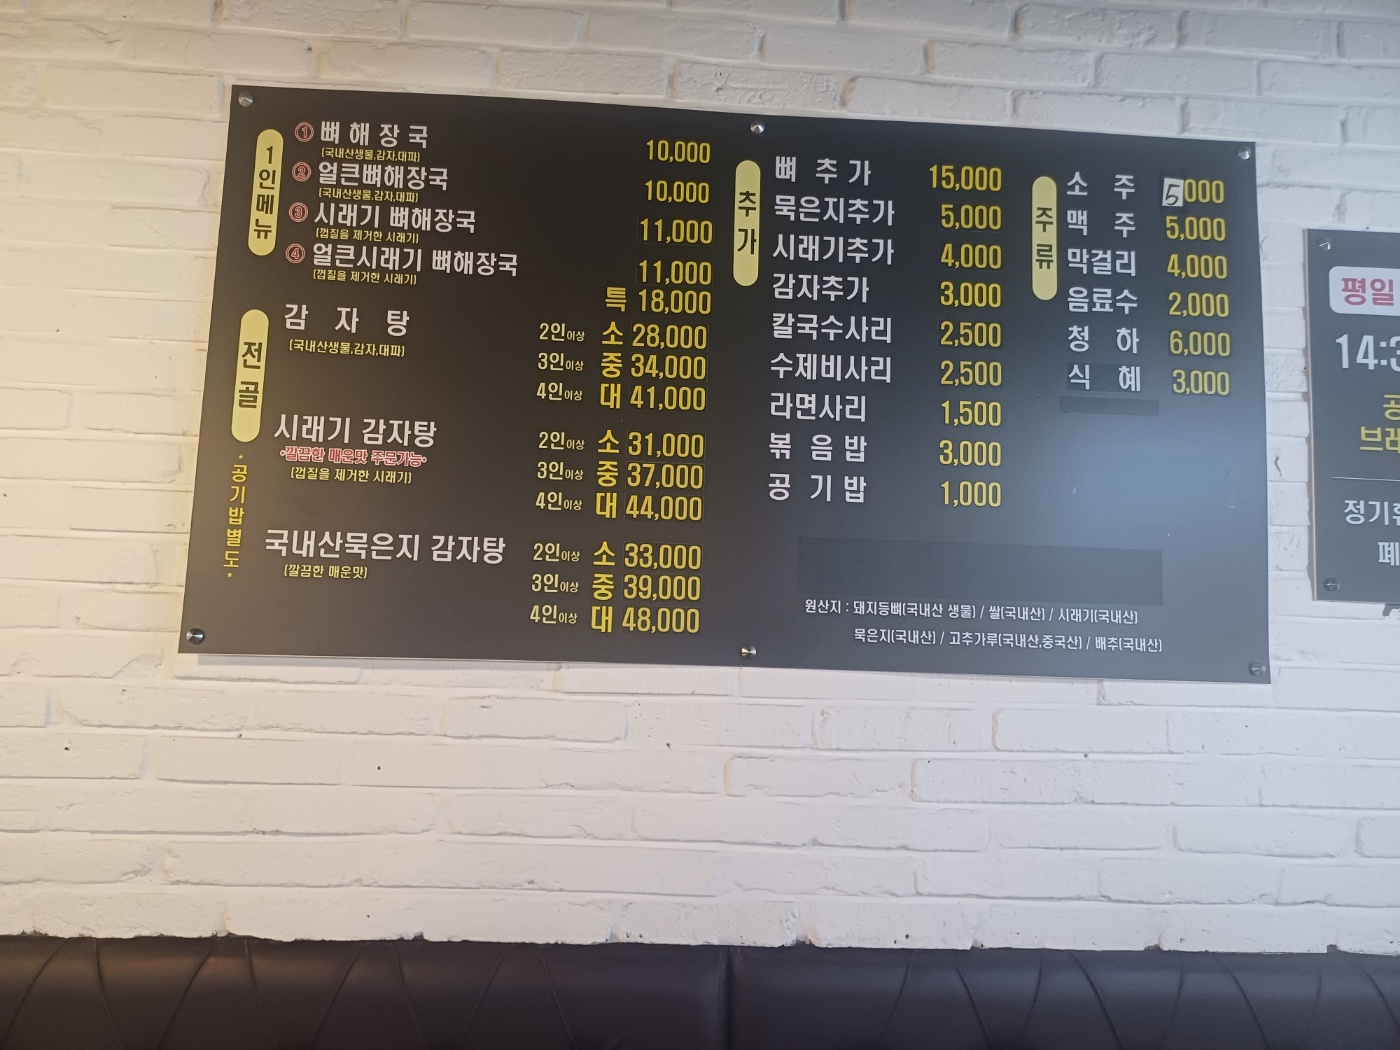 1인메뉴
① 뼈해장국 10,000
(국내산생물,감자,대파)
② 얼큰뼈해장국 10,000
(국내산생물,감자,대파)
③ 시래기 뼈해장국 11,000
(껍질을 제거한 시래기)
④ 얼큰시래기 뼈해장국 11,000
(껍질을 제거한 시래기)
특 18,000
전골
감 자 탕 2인이상 소 28,000
(국내산생물,감자,대파)
3인이상 중 34,000
4인이상 대 41,000
시래기 감자탕 2인이상 소 31,000
·깔끔한 매운맛 주문가능·
(껍질을 제거한 시래기) 3인이상 중 37,000
4인이상 대 44,000
국내산묵은지 감자탕 2인이상 소 33,000
(깔끔한 매운맛) 3인이상 중 39,000
4인이상 대 48,000
*공기밥별도*
추가
뼈 추가 15,000
묵은지추가 5,000
시래기추가 4,000
감자추가 3,000
칼국수사리 2,500
수제비사리 2,500
라면사리 1,500
볶음밥 3,000
공기밥 1,000
주류
소 주 5000
맥 주 5,000
막걸리 4,000
음료수 2,000
청 하 6,000
식 혜 3,000
원산지 : 돼지등뼈(국내산 생물) / 쌀(국내산) / 시래기(국내산)
묵은지(국내산) / 고추가루(국내산,중국산) / 배추(국내산)
평일
14:3
공
브레